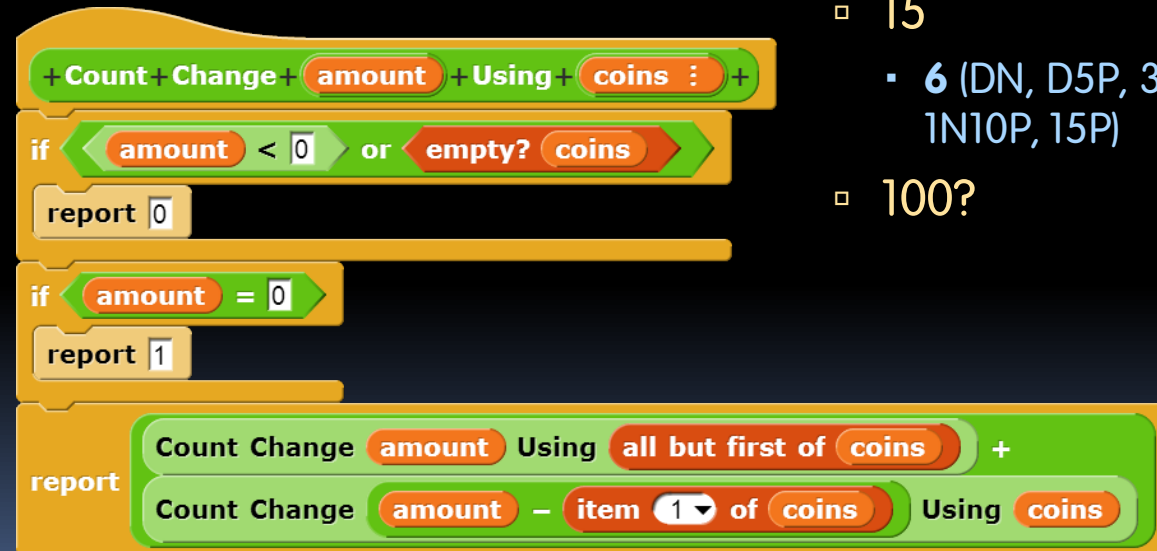 +Count+Change+ amount +Using+ coins ⋮ +
if amount < 0 or empty? coins
report 0
if amount = 0
report 1
report
Count Change amount Using all but first of coins +
Count Change amount – item 1 of coins Using coins
15
6 (DN, D5P, 3
1N10P, 15P)
100?